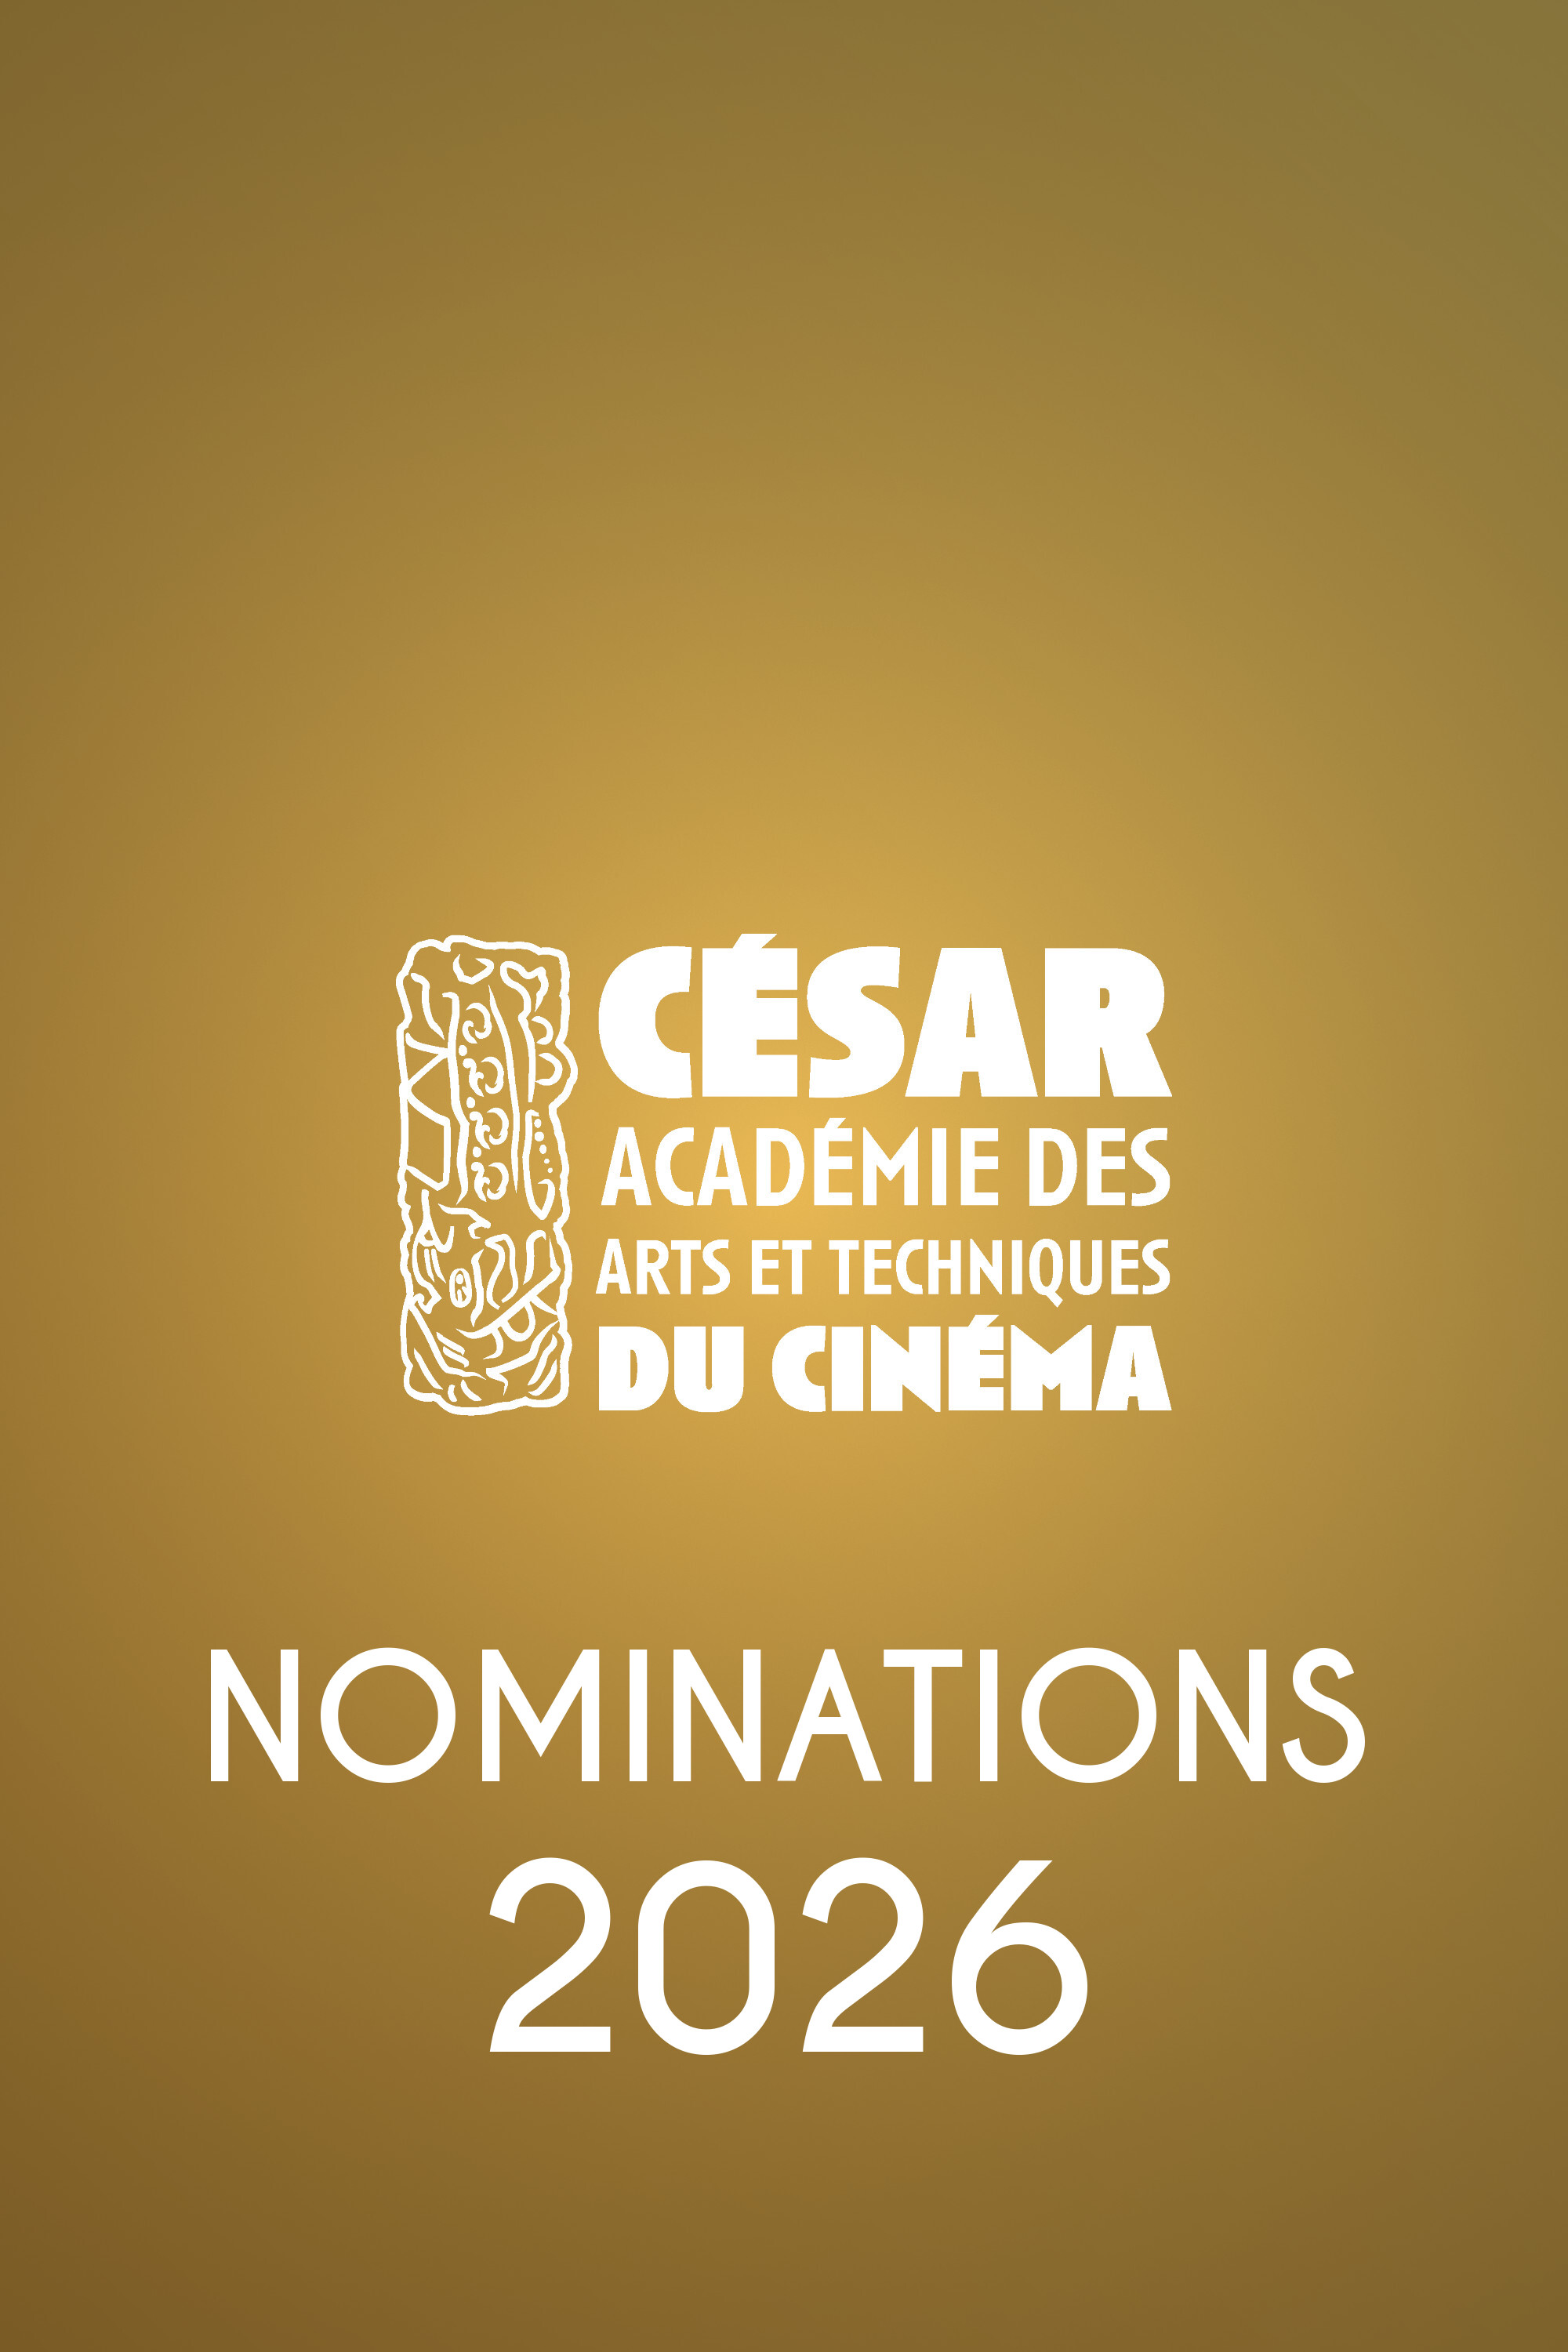 CÉSAR
ACADÉMIE DES
ARTS ET TECHNIQUES
DU CINÉMA
NOMINATIONS
2026